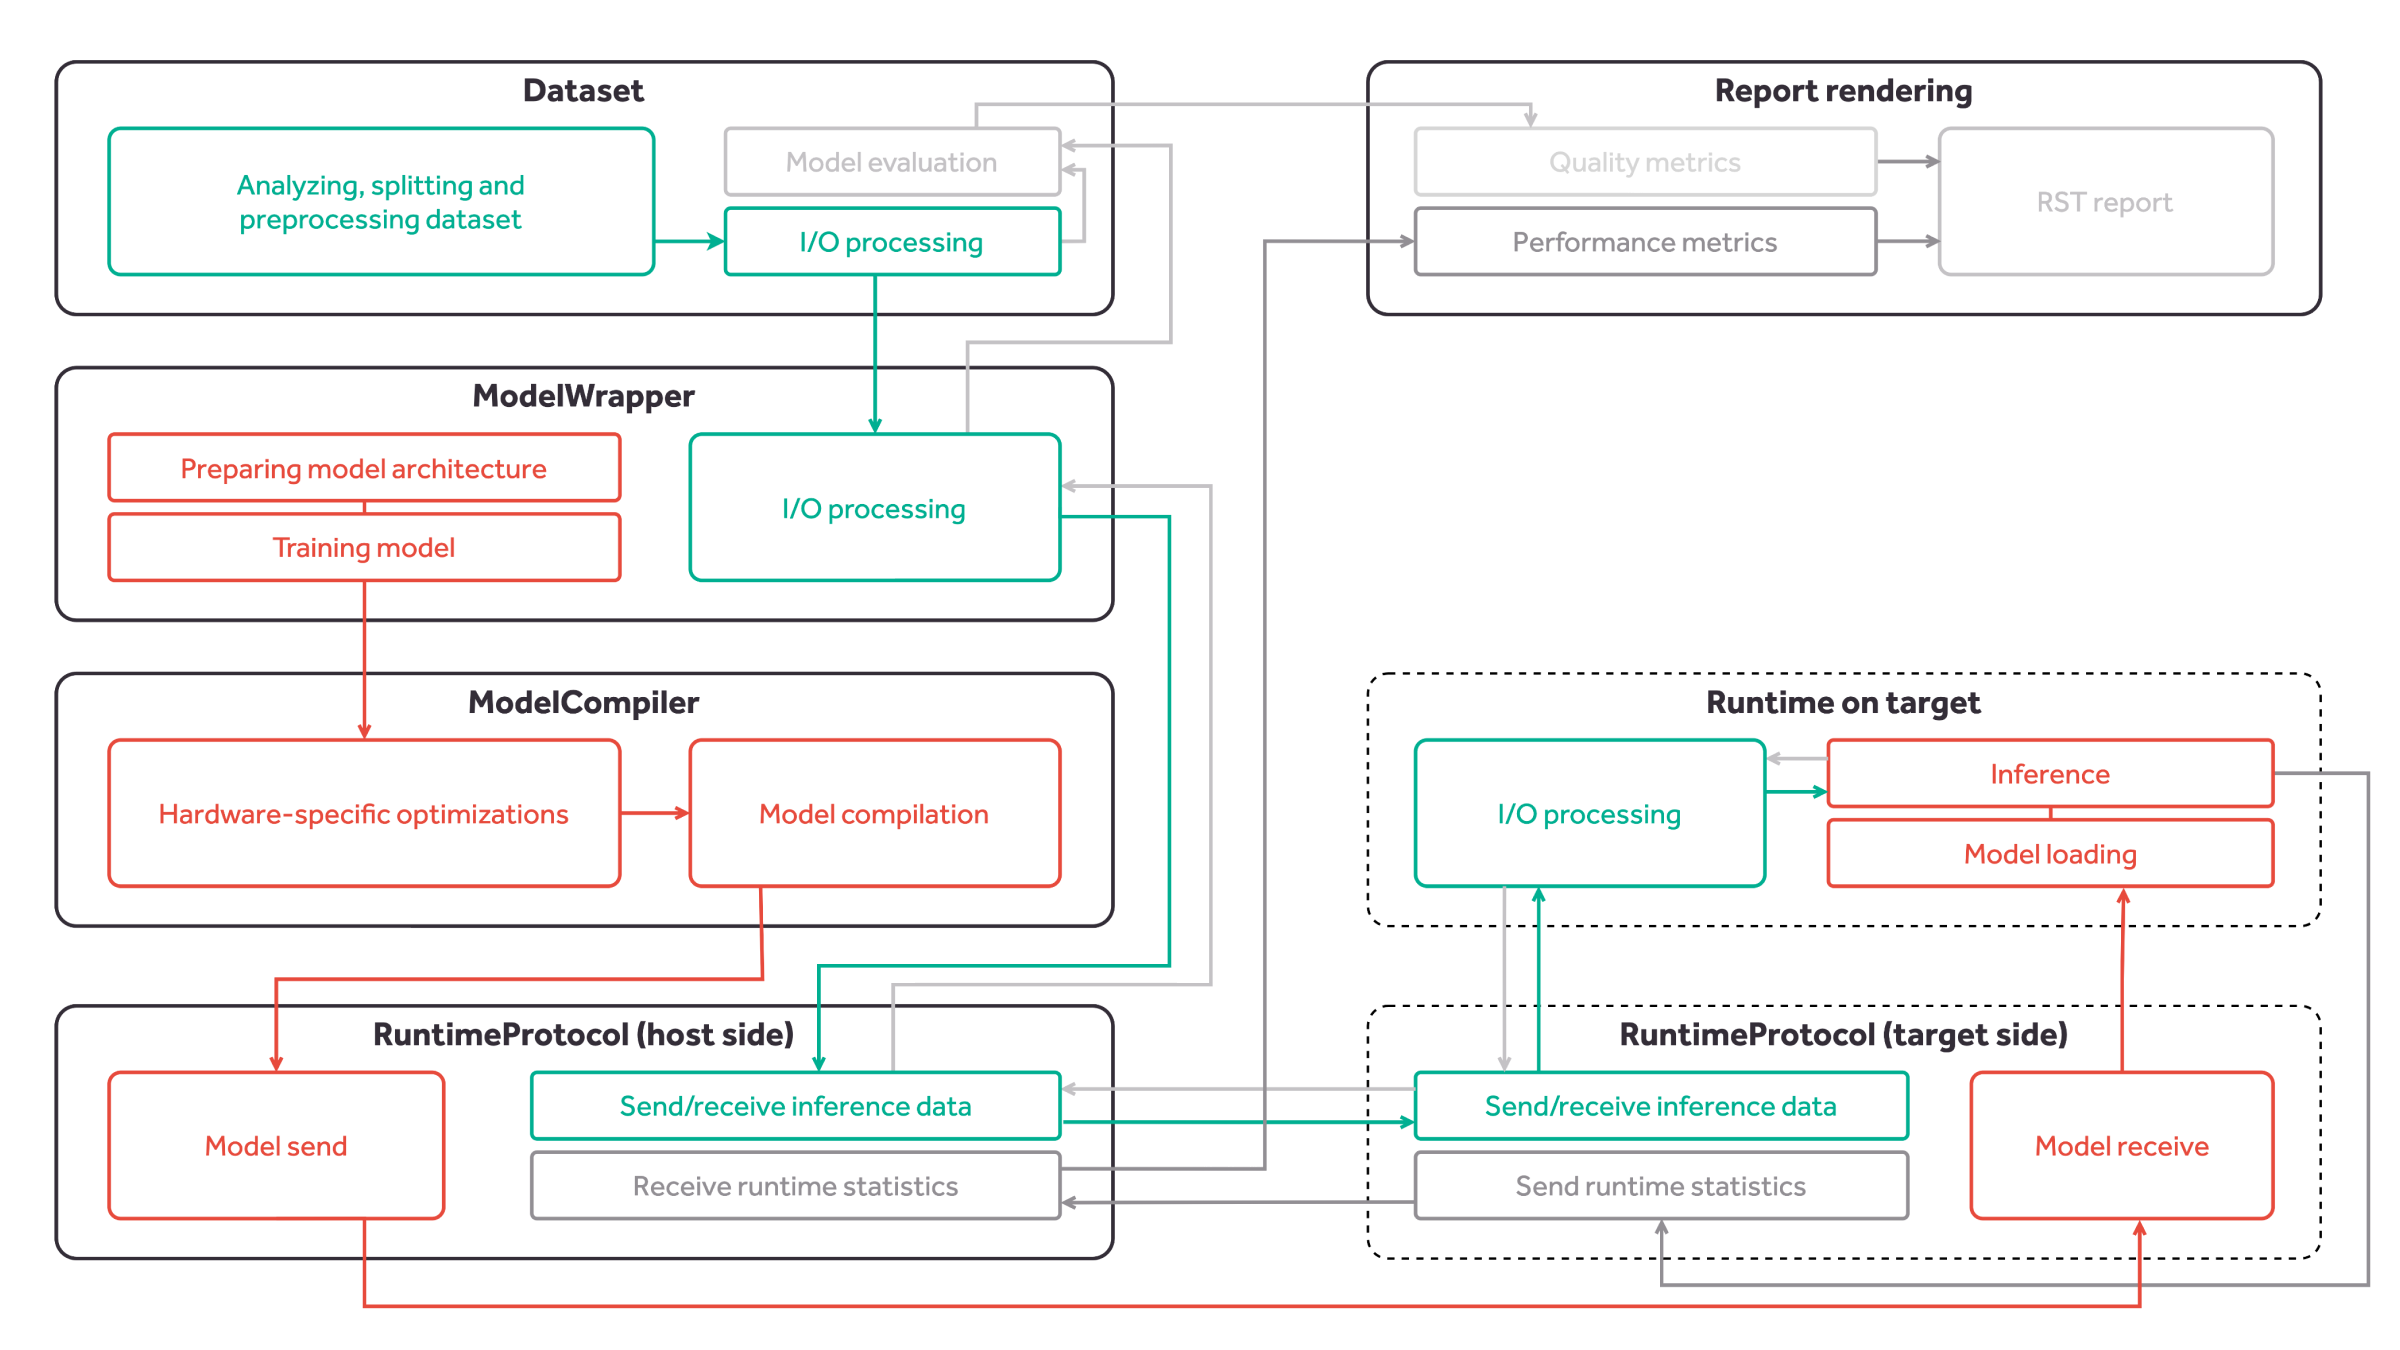 Dataset
Analyzing, splitting and
preprocessing dataset
Model evaluation
I/O processing
Report rendering
Quality metrics
Performance metrics
RST report
ModelWrapper
Preparing model architecture
Training model
I/O processing
ModelCompiler
Hardware-specific optimizations
Model compilation
Runtime on target
I/O processing
Inference
Model loading
RuntimeProtocol (host side)
Model send
Send/receive inference data
Receive runtime statistics
RuntimeProtocol (target side)
Send/receive inference data
Send runtime statistics
Model receive